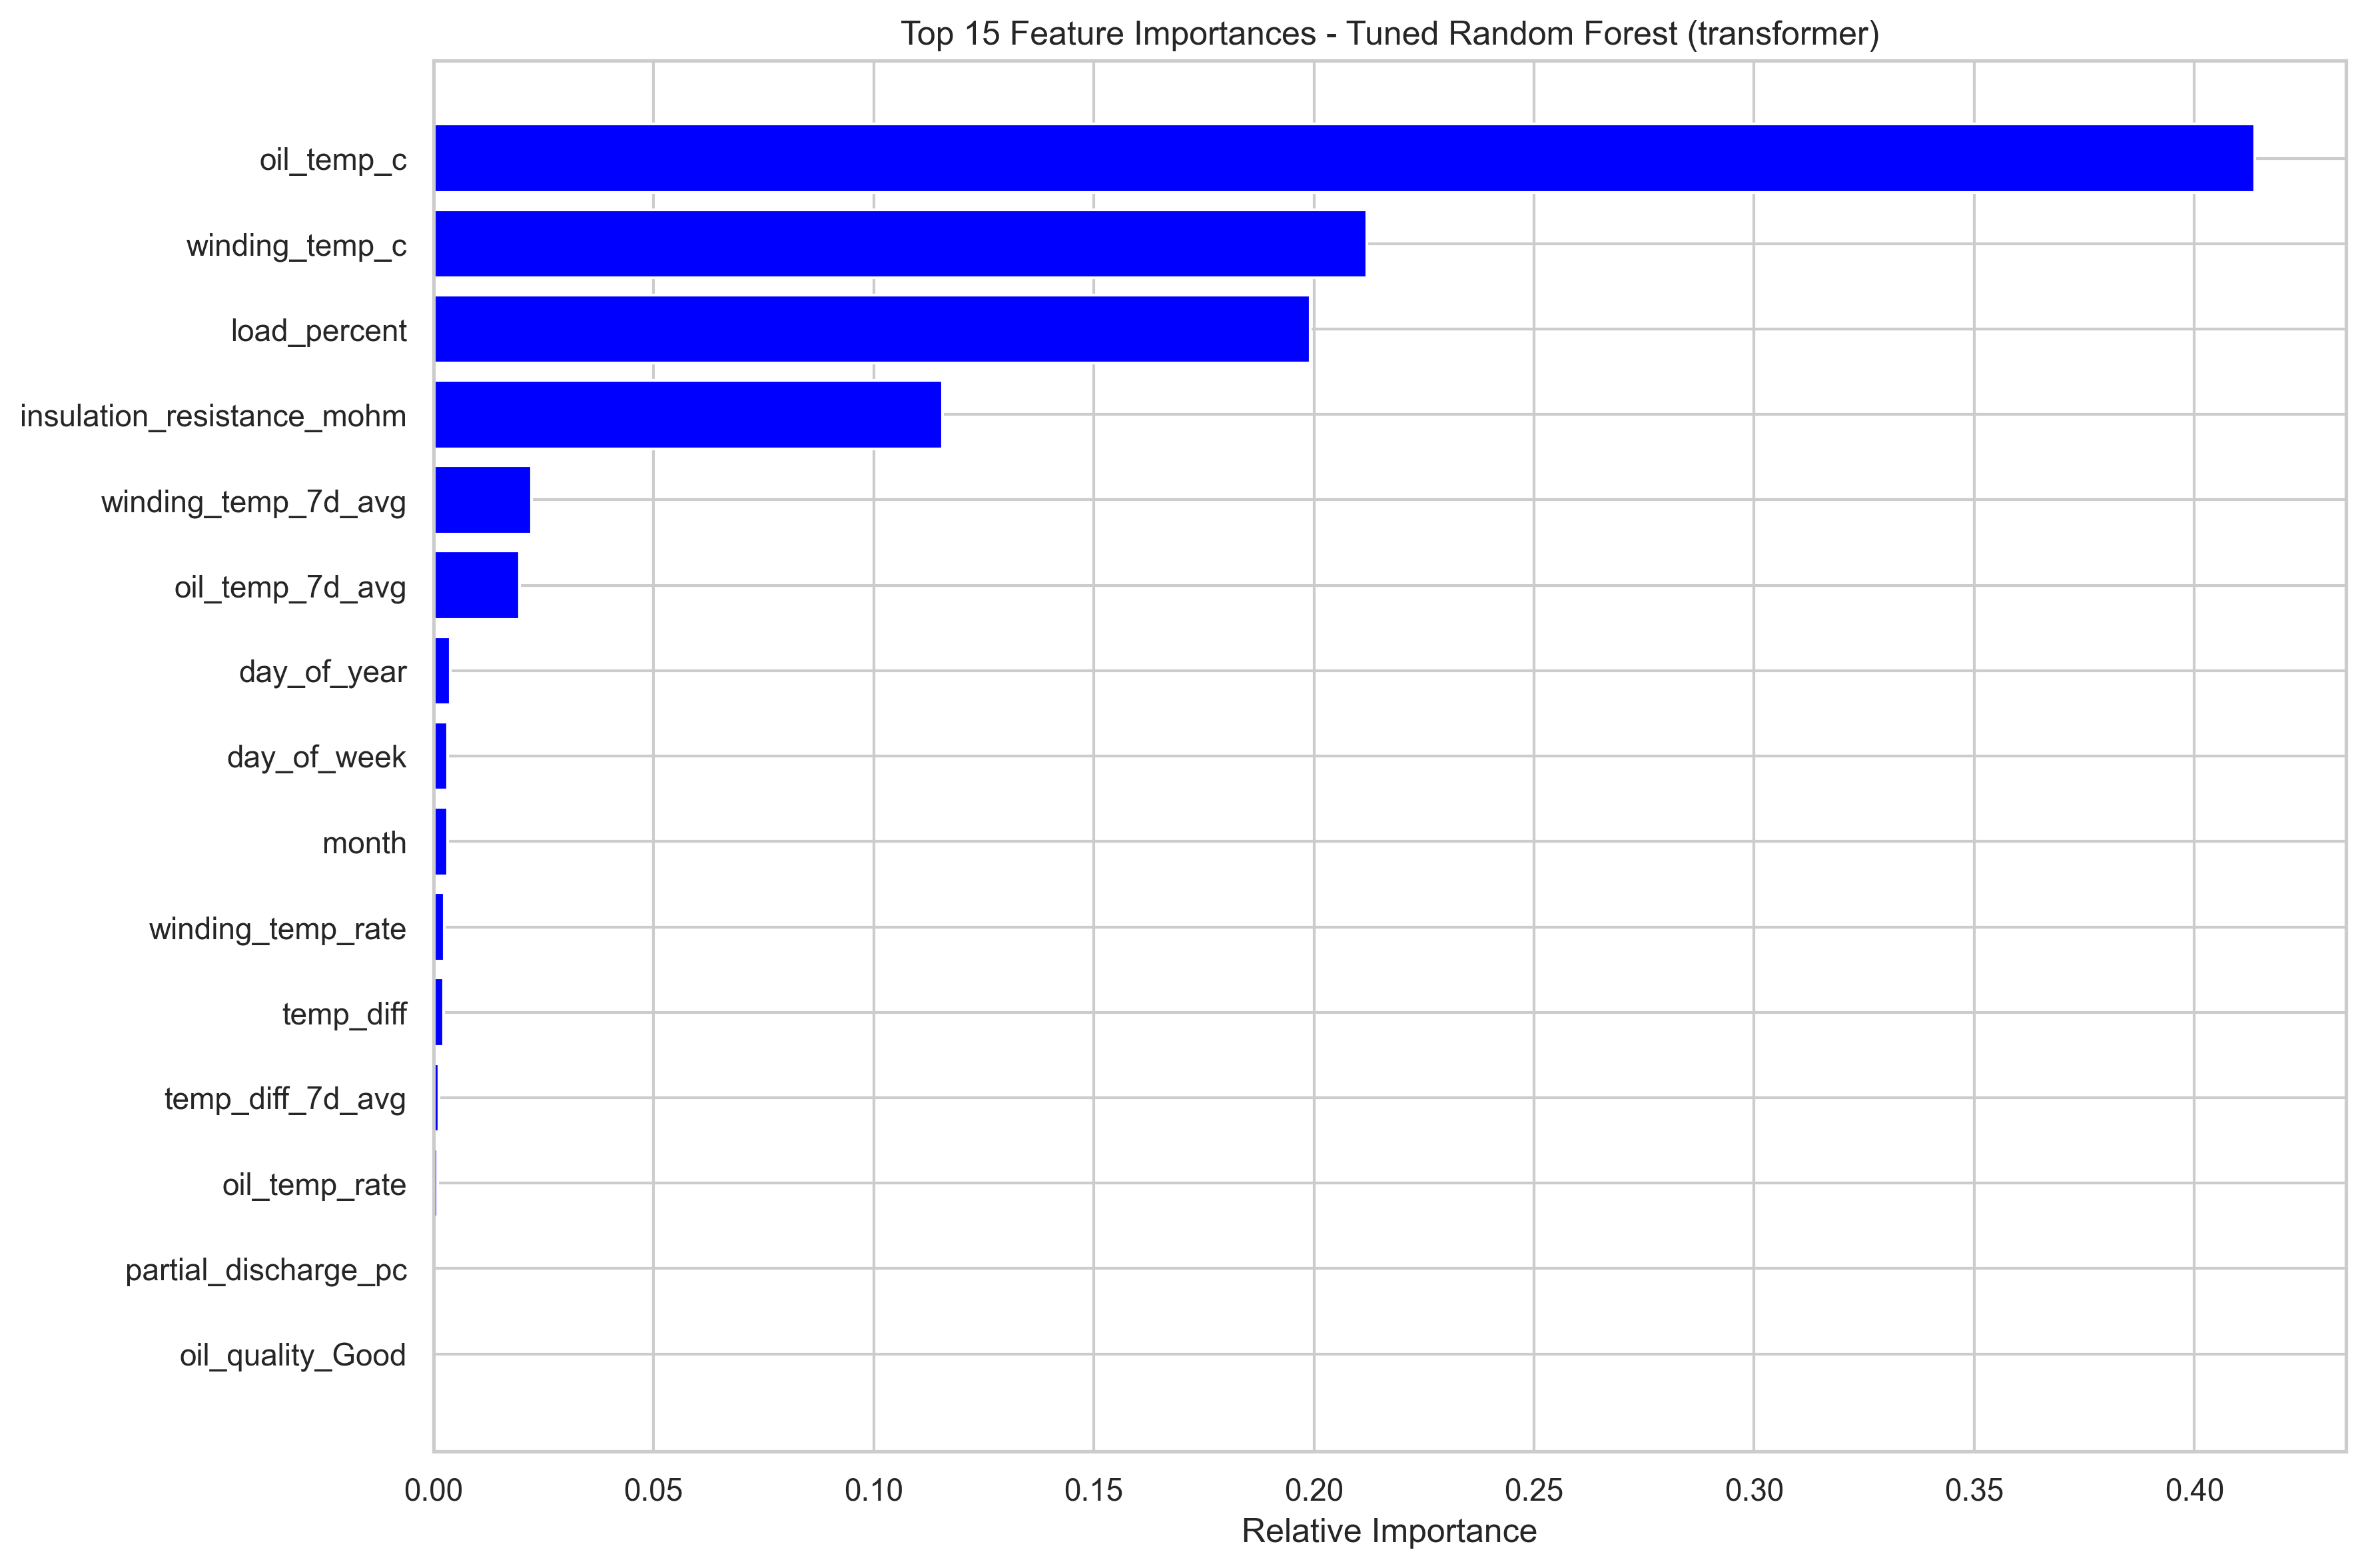 Top 15 Feature Importances - Tuned Random Forest (transformer)
oil_temp_c
winding_temp_c
load_percent
insulation_resistance_mohm
winding_temp_7d_avg
oil_temp_7d_avg
day_of_year
day_of_week
month
winding_temp_rate
temp_diff
temp_diff_7d_avg
oil_temp_rate
partial_discharge_pc
oil_quality_Good
0.00 0.05 0.10 0.15 0.20 0.25 0.30 0.35 0.40
Relative Importance